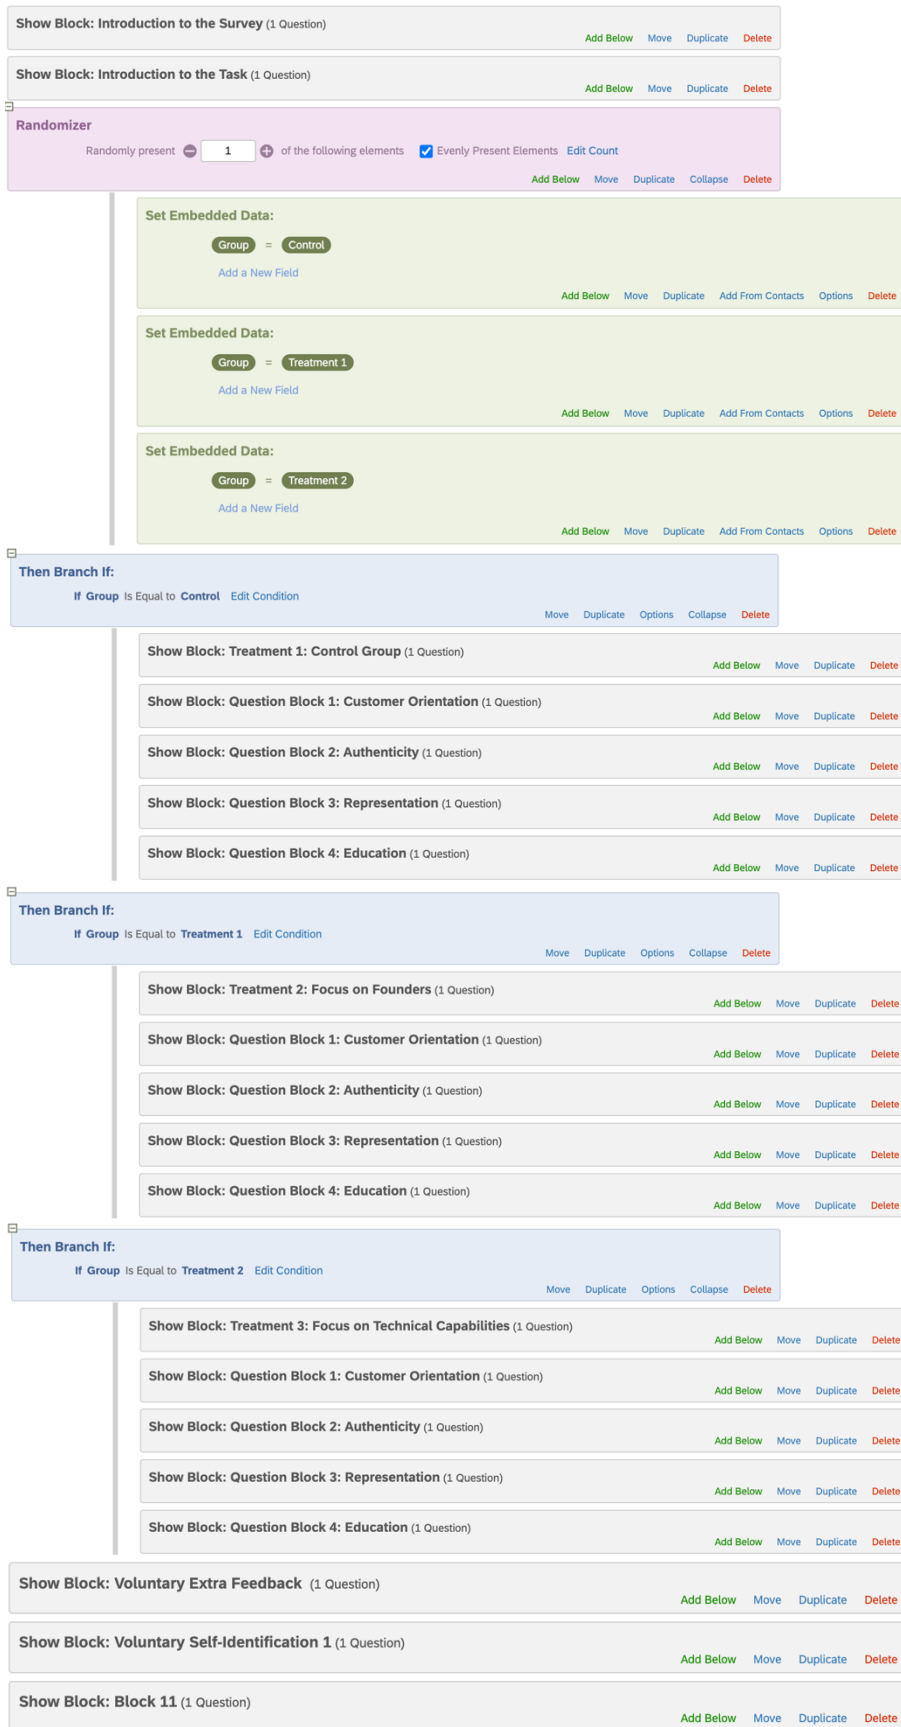 Show Block: Introduction to the Survey (1 Question)
Add Below Move Duplicate Delete
Show Block: Introduction to the Task (1 Question)
Add Below Move Duplicate Delete
Randomizer
Randomly present 1 of the following elements Evenly Present Elements Edit Count
Add Below Move Duplicate Collapse Delete
Set Embedded Data:
Group = Control
Add a New Field
Add Below Move Duplicate Add From Contacts Options Delete
Set Embedded Data:
Group = Treatment 1
Add a New Field
Add Below Move Duplicate Add From Contacts Options Delete
Set Embedded Data:
Group = Treatment 2
Add a New Field
Add Below Move Duplicate Add From Contacts Options Delete
Then Branch If:
If Group Is Equal to Control Edit Condition
Move Duplicate Options Collapse Delete
Show Block: Treatment 1: Control Group (1 Question)
Add Below Move Duplicate Delete
Show Block: Question Block 1: Customer Orientation (1 Question)
Add Below Move Duplicate Delete
Show Block: Question Block 2: Authenticity (1 Question)
Add Below Move Duplicate Delete
Show Block: Question Block 3: Representation (1 Question)
Add Below Move Duplicate Delete
Show Block: Question Block 4: Education (1 Question)
Add Below Move Duplicate Delete
Then Branch If:
If Group Is Equal to Treatment 1 Edit Condition
Move Duplicate Options Collapse Delete
Show Block: Treatment 2: Focus on Founders (1 Question)
Add Below Move Duplicate Delete
Show Block: Question Block 1: Customer Orientation (1 Question)
Add Below Move Duplicate Delete
Show Block: Question Block 2: Authenticity (1 Question)
Add Below Move Duplicate Delete
Show Block: Question Block 3: Representation (1 Question)
Add Below Move Duplicate Delete
Show Block: Question Block 4: Education (1 Question)
Add Below Move Duplicate Delete
Then Branch If:
If Group Is Equal to Treatment 2 Edit Condition
Move Duplicate Options Collapse Delete
Show Block: Treatment 3: Focus on Technical Capabilities (1 Question)
Add Below Move Duplicate Delete
Show Block: Question Block 1: Customer Orientation (1 Question)
Add Below Move Duplicate Delete
Show Block: Question Block 2: Authenticity (1 Question)
Add Below Move Duplicate Delete
Show Block: Question Block 3: Representation (1 Question)
Add Below Move Duplicate Delete
Show Block: Question Block 4: Education (1 Question)
Add Below Move Duplicate Delete
Show Block: Voluntary Extra Feedback (1 Question)
Add Below Move Duplicate Delete
Show Block: Voluntary Self-Identification 1 (1 Question)
Add Below Move Duplicate Delete
Show Block: Block 11 (1 Question)
Add Below Move Duplicate Delete